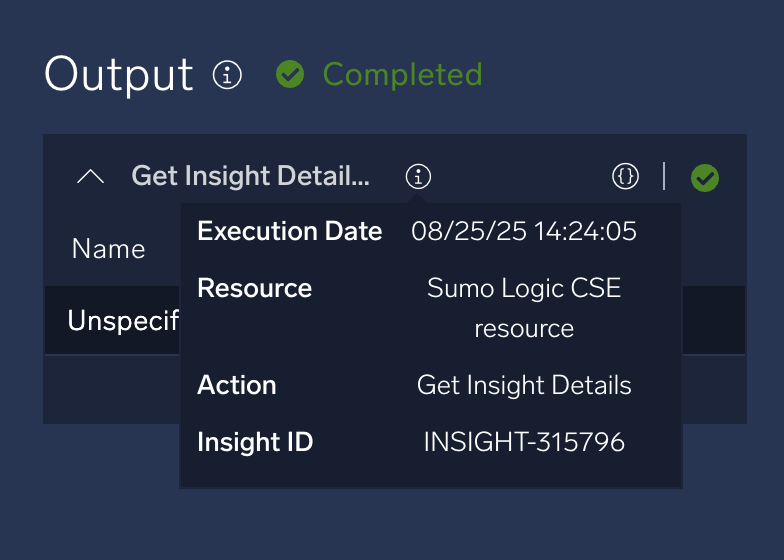 Output Completed
Get Insight Detail...
Execution Date 08/25/25 14:24:05
Name
Resource Sumo Logic CSE
resource
Unspecif
Action Get Insight Details
Insight ID INSIGHT-315796